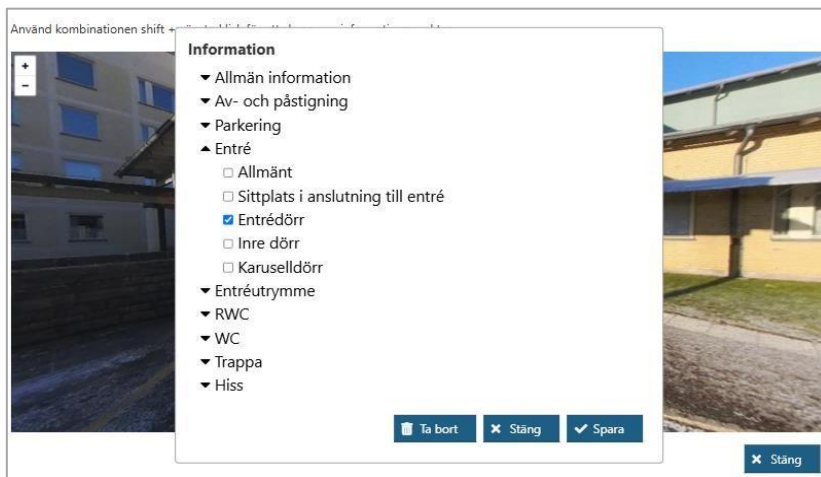 Använd kombinationen shift +
Information
Allmän information
Av- och påstigning
Parkering
Entré
Allmänt
Sittplats i anslutning till entré
Entrédörr
Inre dörr
Karuselldörr
Entréutrymme
RWC
WC
Trappa
Hiss
Ta bort Stäng Spara
Stäng